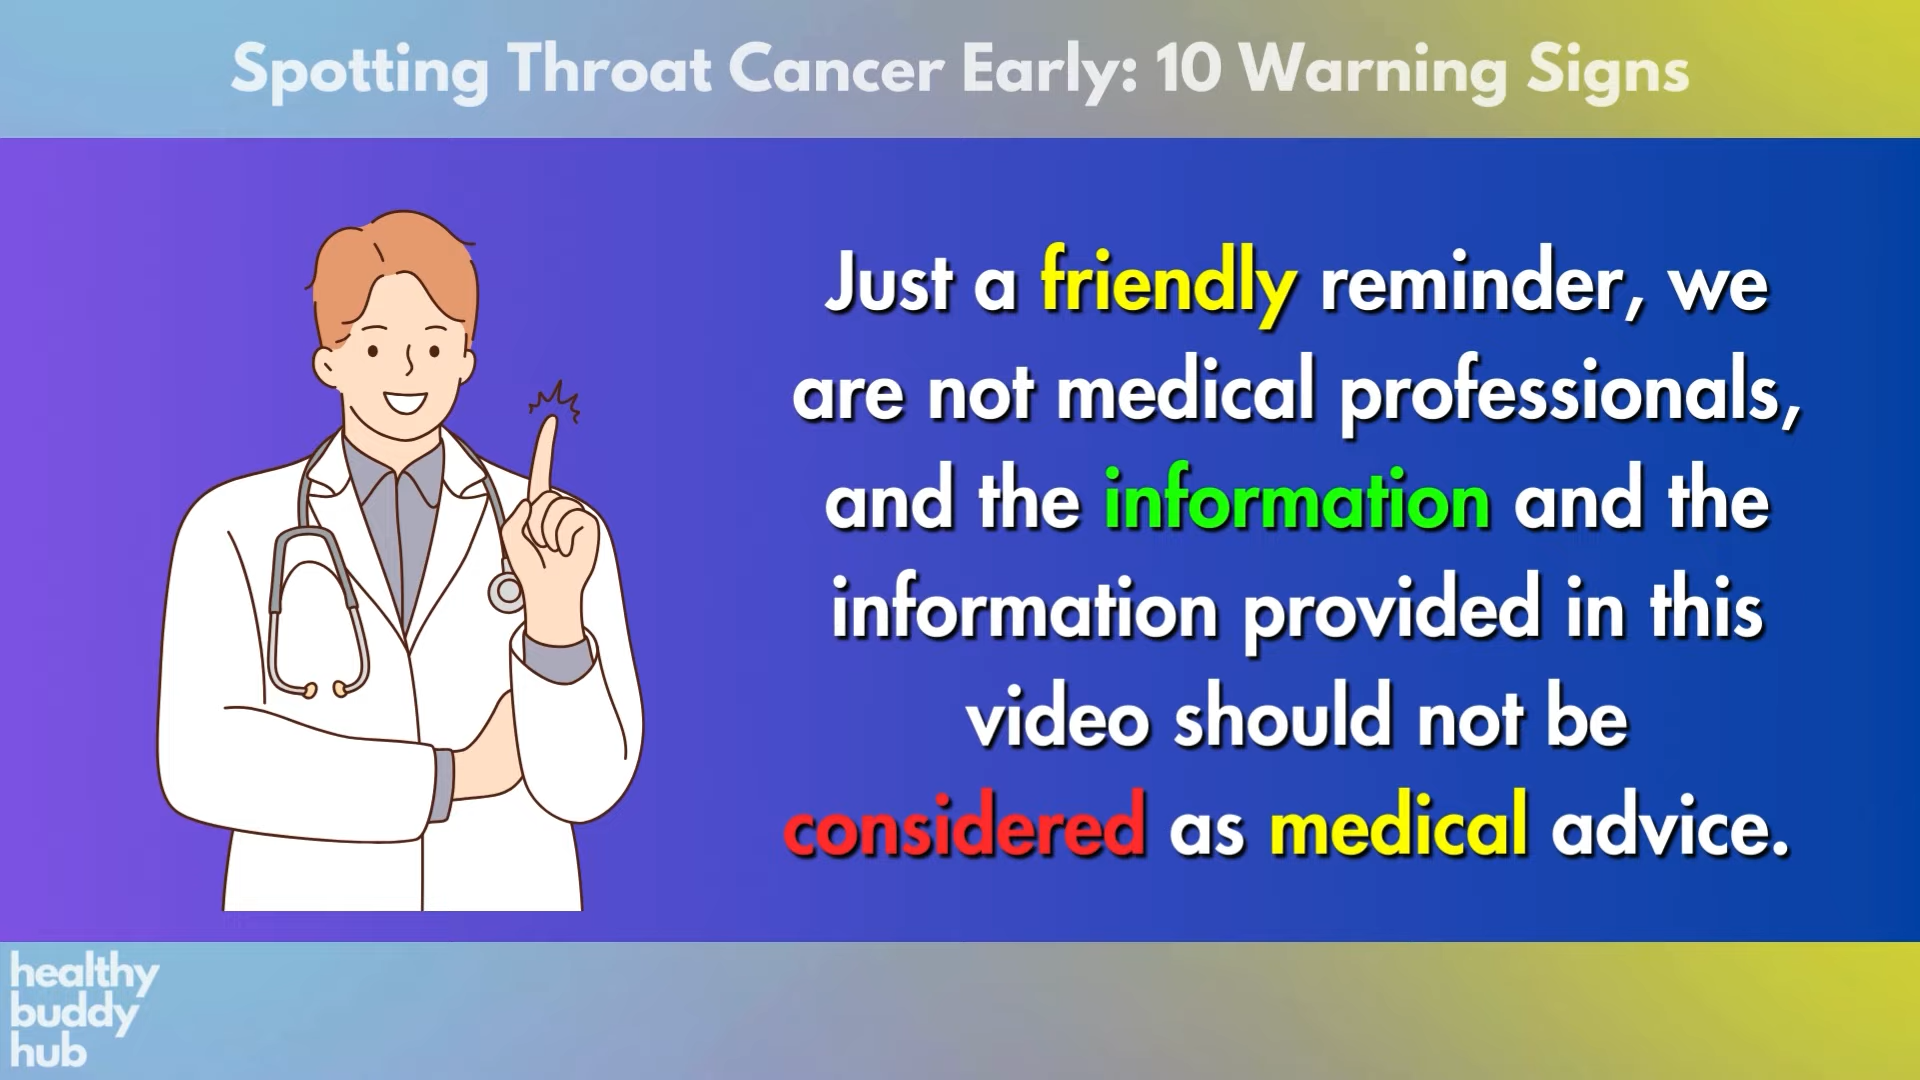 Spotting Throat Cancer Early: 10 Warning Signs
Just a friendly reminder, we
are not medical professionals,
and the information and the
information provided in this
video should not be
considered as medical advice.
healthy
buddy
hub